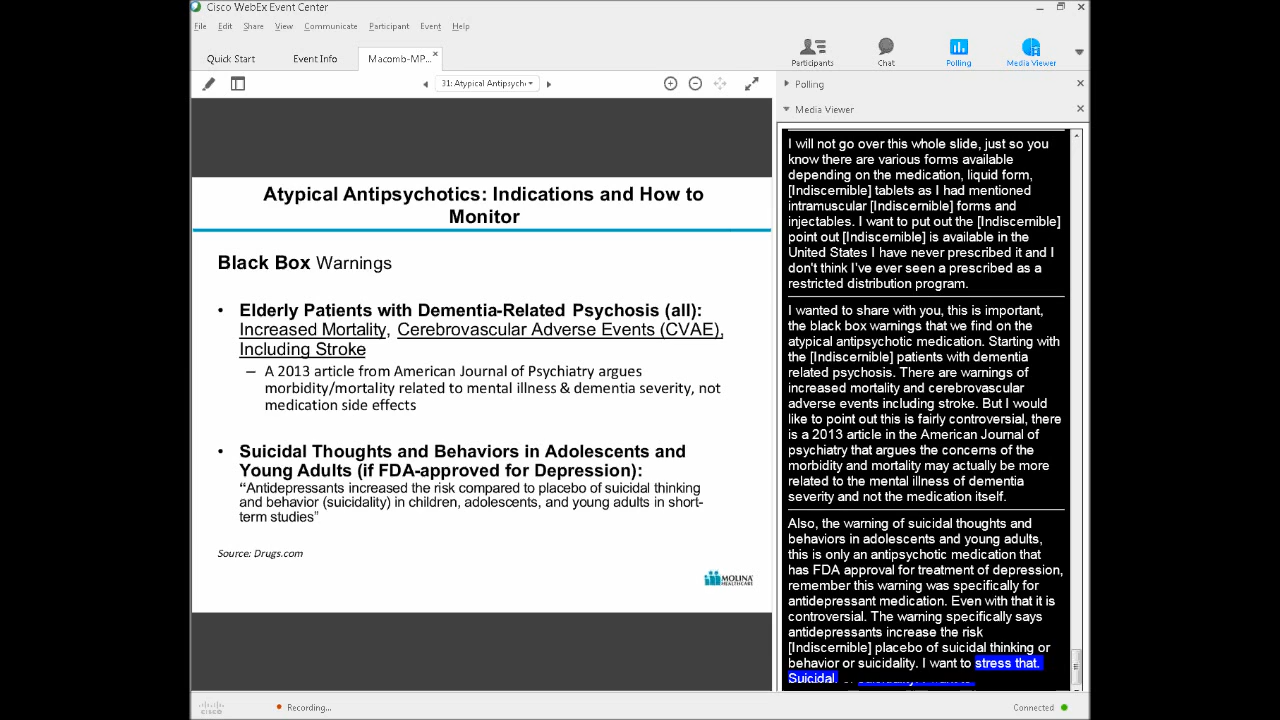 Cisco WebEx Event Center
File Edit Share View Communicate Participant Event Help
Quick Start Event Info Macomb-MP...
Participants Chat Polling Media Viewer
31: Atypical Antipsych
Polling
Media Viewer
Atypical Antipsychotics: Indications and How to
Monitor
Black Box Warnings
• Elderly Patients with Dementia-Related Psychosis (all):
Increased Mortality, Cerebrovascular Adverse Events (CVAE),
Including Stroke
– A 2013 article from American Journal of Psychiatry argues
morbidity/mortality related to mental illness & dementia severity, not
medication side effects
• Suicidal Thoughts and Behaviors in Adolescents and
Young Adults (if FDA-approved for Depression):
“Antidepressants increased the risk compared to placebo of suicidal thinking
and behavior (suicidality) in children, adolescents, and young adults in short-
term studies”
Source: Drugs.com
MOLINA
HEALTHCARE
I will not go over this whole slide, just so you
know there are various forms available
depending on the medication, liquid form,
[Indiscernible] tablets as I had mentioned
intramuscular [Indiscernible] forms and
injectables. I want to put out the [Indiscernible]
point out [Indiscernible] is available in the
United States I have never prescribed it and I
don't think I've ever seen a prescribed as a
restricted distribution program.
I wanted to share with you, this is important,
the black box warnings that we find on the
atypical antipsychotic medication. Starting with
the [Indiscernible] patients with dementia
related psychosis. There are warnings of
increased mortality and cerebrovascular
adverse events including stroke. But I would
like to point out this is fairly controversial, there
is a 2013 article in the American Journal of
psychiatry that argues the concerns of the
morbidity and mortality may actually be more
related to the mental illness of dementia
severity and not the medication itself.
Also, the warning of suicidal thoughts and
behaviors in adolescents and young adults,
this is only an antipsychotic medication that
has FDA approval for treatment of depression,
remember this warning was specifically for
antidepressant medication. Even with that it is
controversial. The warning specifically says
antidepressants increase the risk
[Indiscernible] placebo of suicidal thinking or
behavior or suicidality. I want to stress that.
Suicidal.
cisco
Recording...
Connected